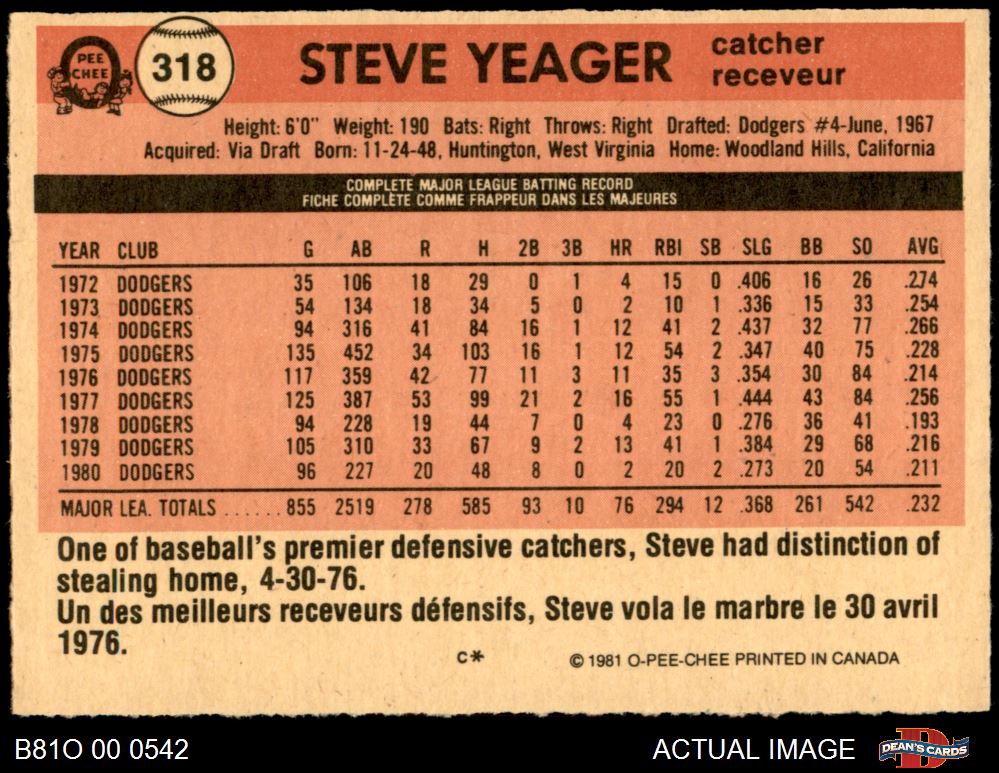 PEE
CHEE
318
STEVE YEAGER
catcher
receveur
Height: 6'0" Weight: 190 Bats: Right Throws: Right Drafted: Dodgers #4-June, 1967
Acquired: Via Draft Born: 11-24-48, Huntington, West Virginia Home: Woodland Hills, California
COMPLETE MAJOR LEAGUE BATTING RECORD
FICHE COMPLÈTE COMME FRAPPEUR DANS LES MAJEURES
YEAR CLUB G AB R H 2B 3B HR RBI SB SLG BB SO AVG
1972 DODGERS 35 106 18 29 0 1 4 15 0 .406 16 26 .274
1973 DODGERS 54 134 18 34 5 0 2 10 1 .336 15 33 .254
1974 DODGERS 94 316 41 84 16 1 12 41 2 .437 32 77 .266
1975 DODGERS 135 452 34 103 16 1 12 54 2 .347 40 75 .228
1976 DODGERS 117 359 42 77 11 3 11 35 3 .354 30 84 .214
1977 DODGERS 125 387 53 99 21 2 16 55 1 .444 43 84 .256
1978 DODGERS 94 228 19 44 7 0 4 23 0 .276 36 41 .193
1979 DODGERS 105 310 33 67 9 2 13 41 1 .384 29 68 .216
1980 DODGERS 96 227 20 48 8 0 2 20 2 .273 20 54 .211
MAJOR LEA. TOTALS ...... 855 2519 278 585 93 10 76 294 12 .368 261 542 .232
One of baseball's premier defensive catchers, Steve had distinction of
stealing home, 4-30-76.
Un des meilleurs receveurs défensifs, Steve vola le marbre le 30 avril
1976.
C* © 1981 O-PEE-CHEE PRINTED IN CANADA
B81O 00 0542 ACTUAL IMAGE DEAN'S CARDS